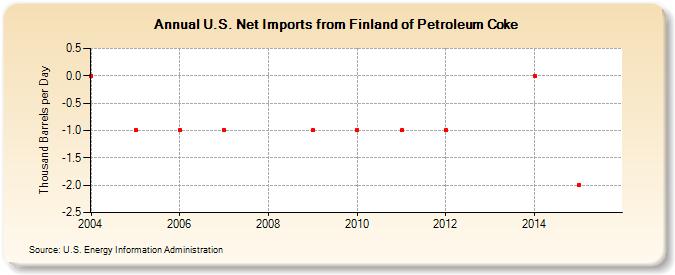 Annual U.S. Net Imports from Finland of Petroleum Coke
Thousand Barrels per Day
0.5
0.0
-0.5
-1.0
-1.5
-2.0
-2.5
2004 2006 2008 2010 2012 2014
Source: U.S. Energy Information Administration